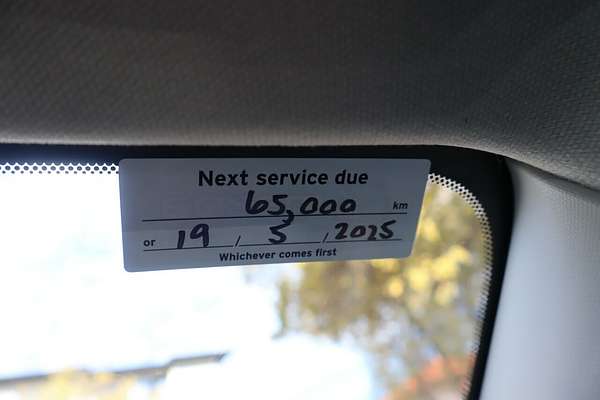 Next service due
65,000 km
or 19 / 5 / 2025
Whichever comes first